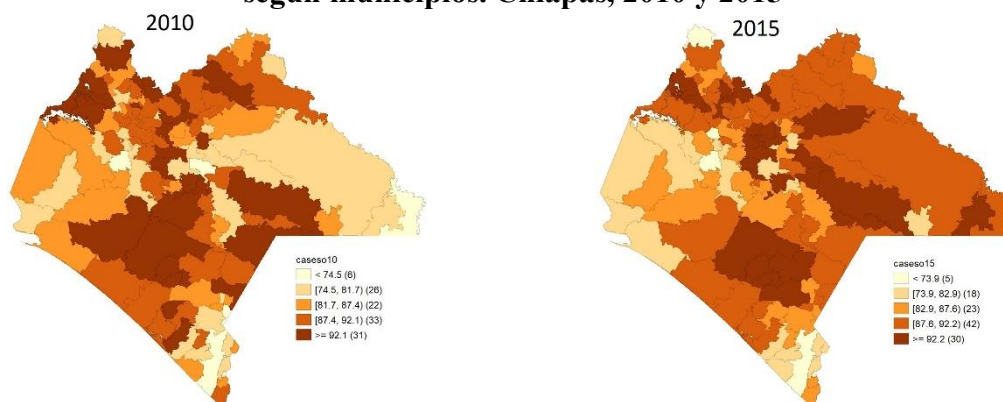 según municipios. Chiapas, 2010 y 2015
2010
caseso10
< 74.5 (6)
[74.5, 81.7) (26)
[81.7, 87.4) (22)
[87.4, 92.1) (33)
>= 92.1 (31)
2015
caseso15
< 73.9 (5)
[73.9, 82.9) (18)
[82.9, 87.6) (23)
[87.6, 92.2) (42)
>= 92.2 (30)